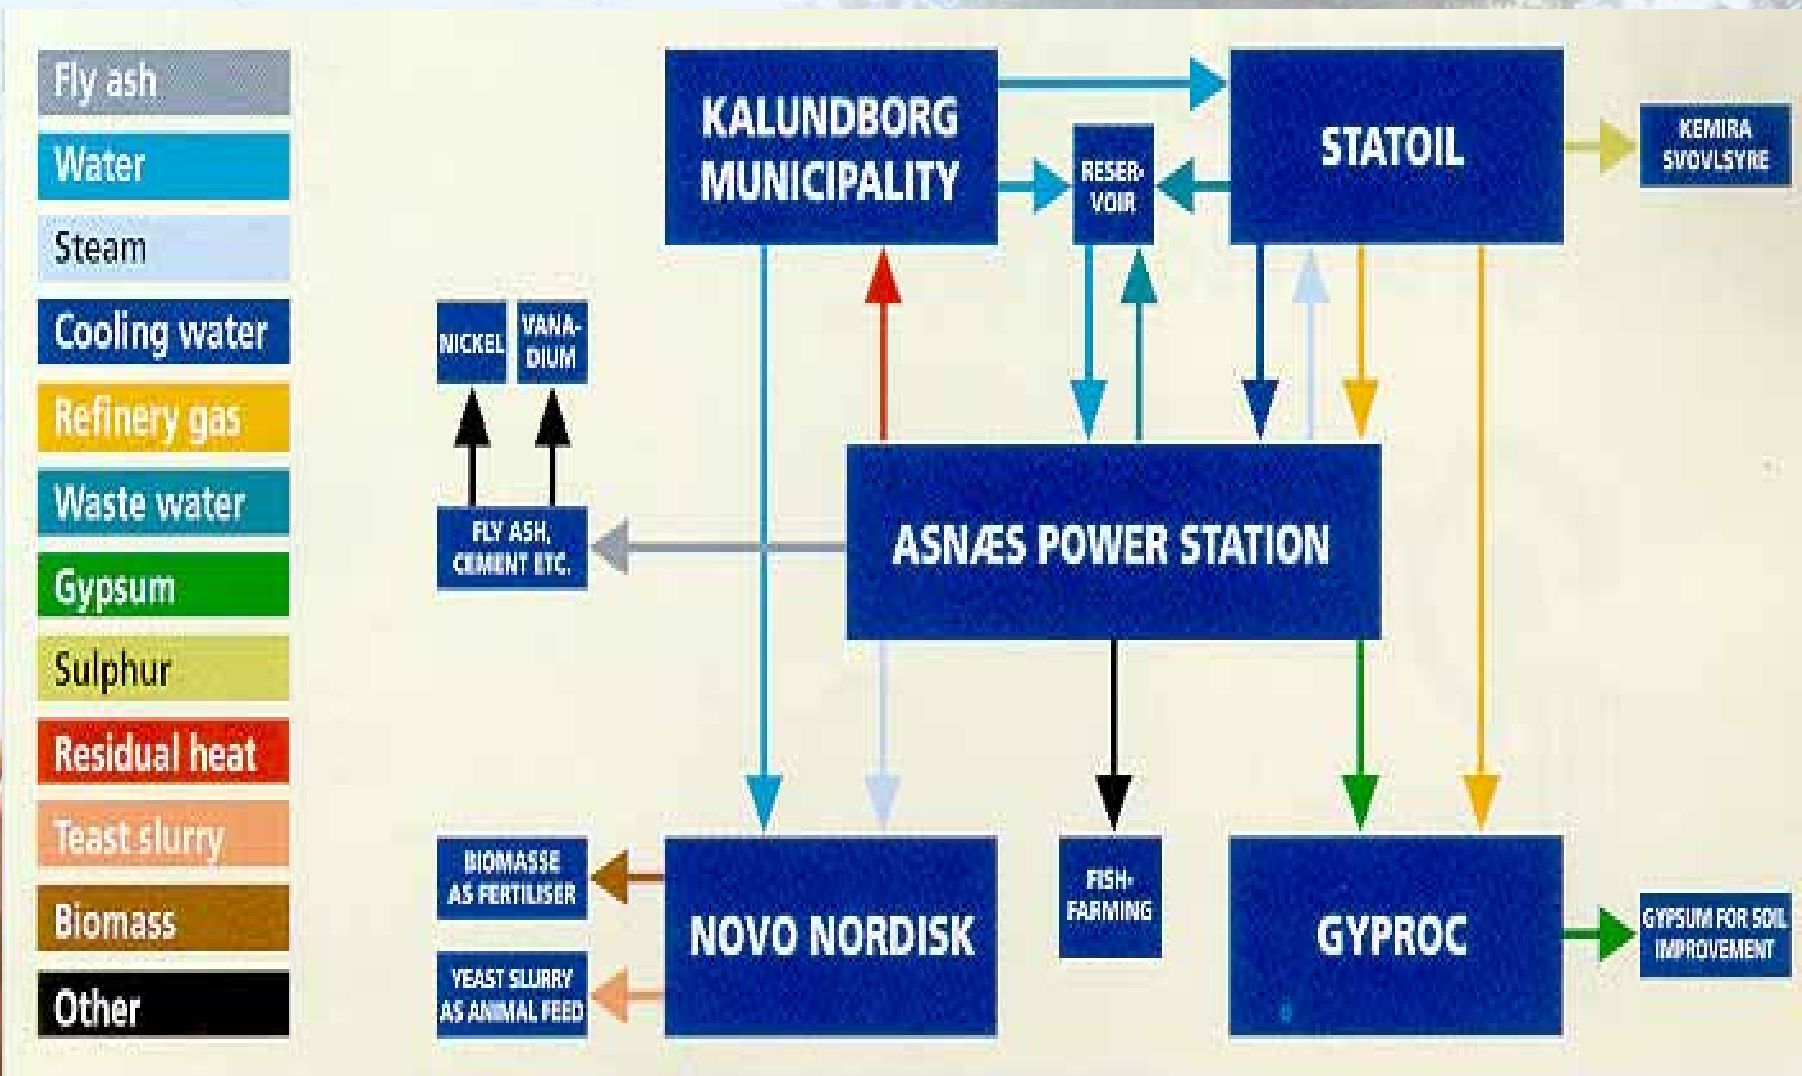 Fly ash
Water
Steam
Cooling water
Refinery gas
Waste water
Gypsum
Sulphur
Residual heat
Teast slurry
Biomass
Other
KALUNDBORG
MUNICIPALITY
RESER-
VOIR
STATOIL
KEMIRA
SVOVLSYRE
NICKEL
VANA-
DIUM
FLY ASH,
CEMENT ETC.
ASNÆS POWER STATION
BIOMASSE
AS FERTILISER
YEAST SLURRY
AS ANIMAL FEED
NOVO NORDISK
FISH-
FARMING
GYPROC
GYPSUM FOR SOIL
IMPROVEMENT